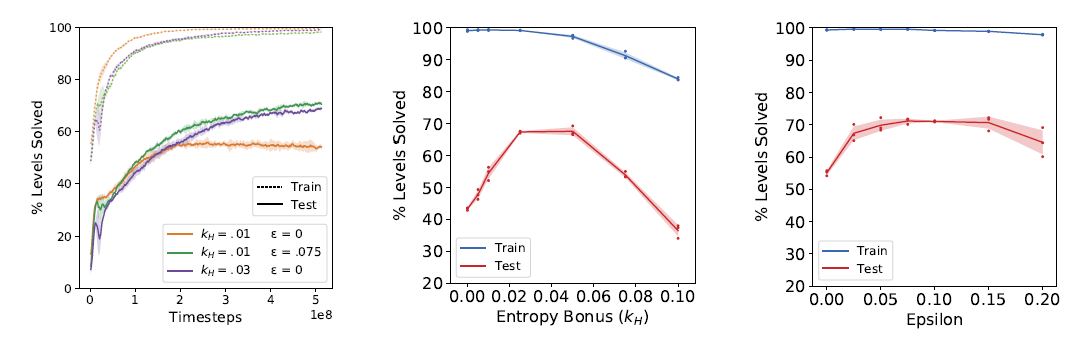 100
80
60
40
20
0
% Levels Solved
Train
Test
k_H = .01 ε = 0
k_H = .01 ε = .075
k_H = .03 ε = 0
0 1 2 3 4 5
1e8
Timesteps
100
90
80
70
60
50
40
30
20
% Levels Solved
Train
Test
0.00 0.02 0.04 0.06 0.08 0.10
Entropy Bonus (k_H)
100
90
80
70
60
50
40
30
20
% Levels Solved
Train
Test
0.00 0.05 0.10 0.15 0.20
Epsilon